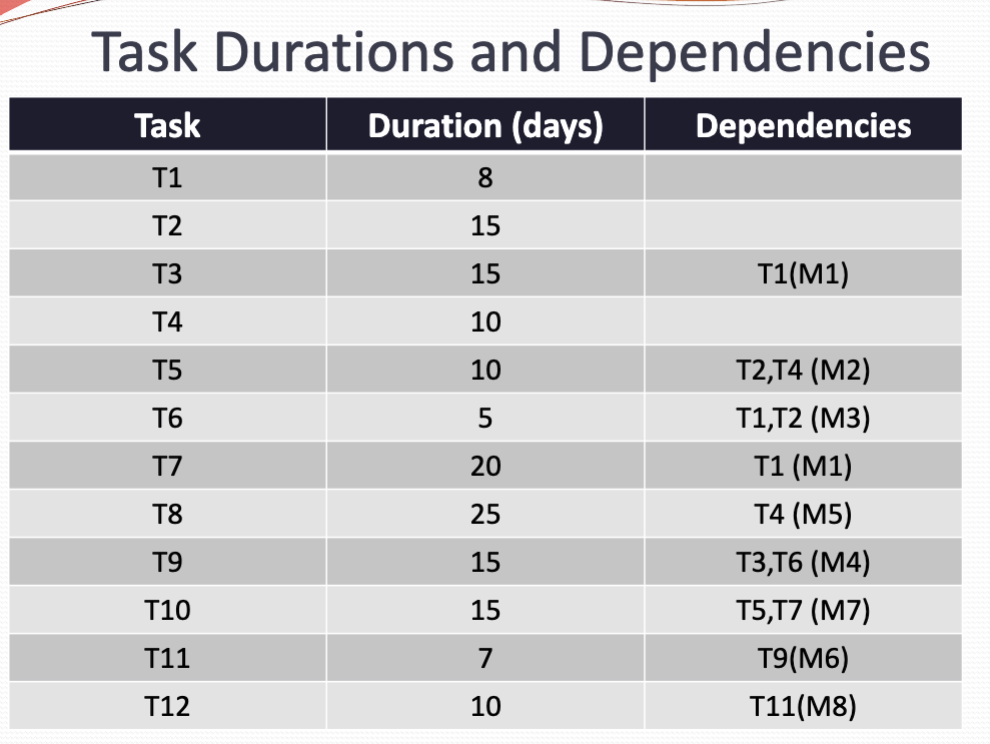 Task Durations and Dependencies
Task Duration (days) Dependencies
T1 8
T2 15
T3 15 T1(M1)
T4 10
T5 10 T2,T4 (M2)
T6 5 T1,T2 (M3)
T7 20 T1 (M1)
T8 25 T4 (M5)
T9 15 T3,T6 (M4)
T10 15 T5,T7 (M7)
T11 7 T9(M6)
T12 10 T11(M8)